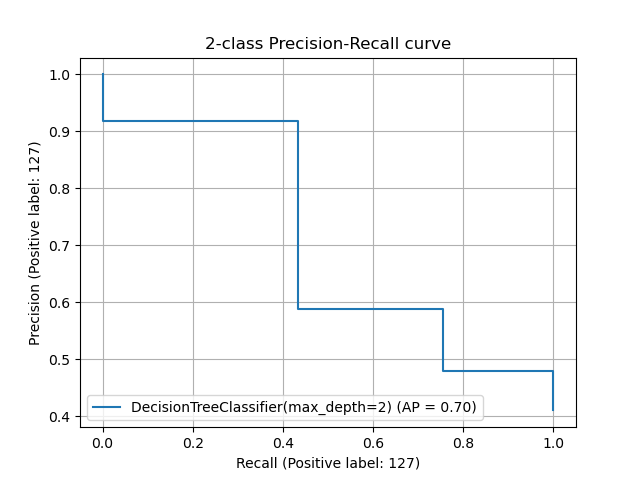 2-class Precision-Recall curve
Precision (Positive label: 127)
1.0
0.9
0.8
0.7
0.6
0.5
0.4
DecisionTreeClassifier(max_depth=2) (AP = 0.70)
0.0 0.2 0.4 0.6 0.8 1.0
Recall (Positive label: 127)